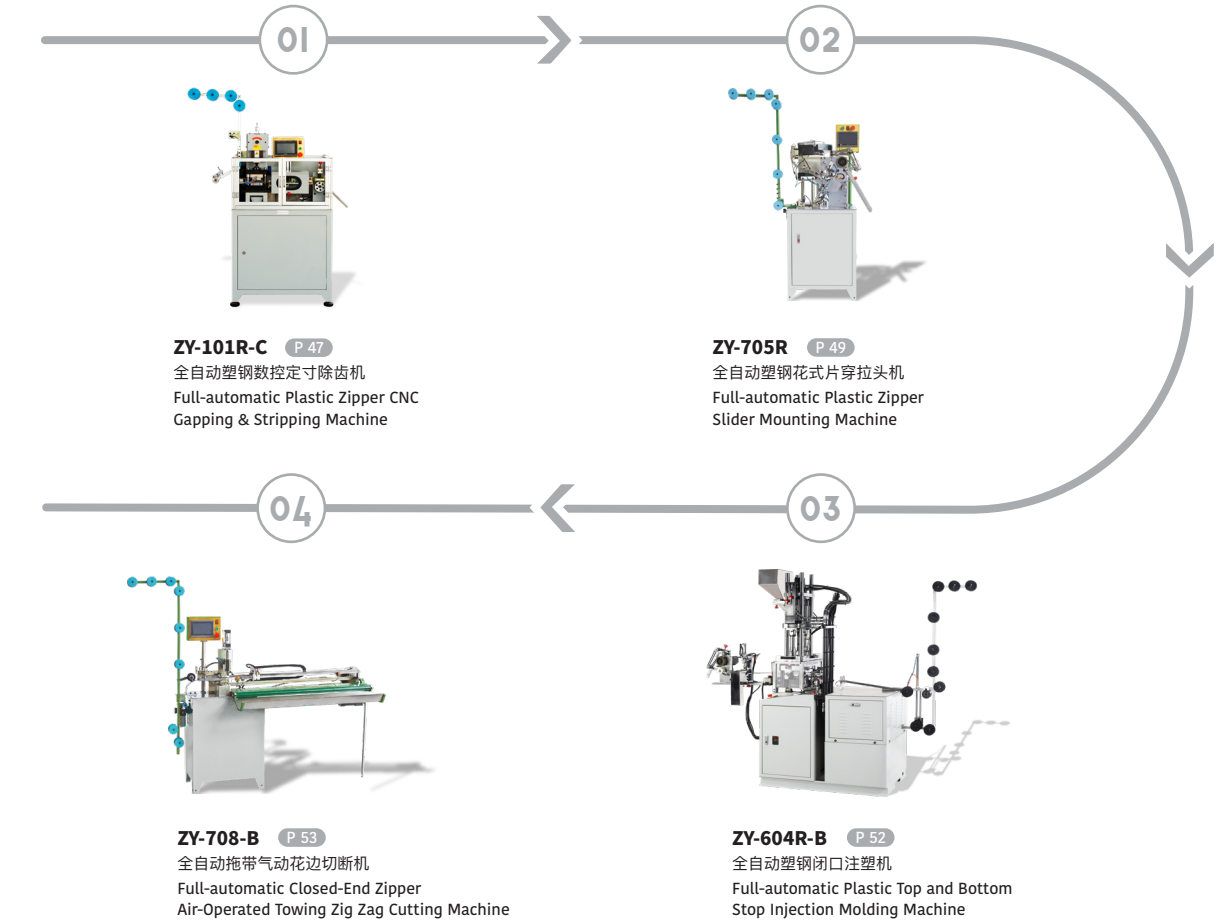 01
02
ZY-101R-C P 47
全自动塑钢数控定寸除齿机
Full-automatic Plastic Zipper CNC
Gapping & Stripping Machine
ZY-705R P 49
全自动塑钢花式片穿拉头机
Full-automatic Plastic Zipper
Slider Mounting Machine
04
03
ZY-708-B P 53
全自动拖带气动花边切断机
Full-automatic Closed-End Zipper
Air-Operated Towing Zig Zag Cutting Machine
ZY-604R-B P 52
全自动塑钢闭口注塑机
Full-automatic Plastic Top and Bottom
Stop Injection Molding Machine